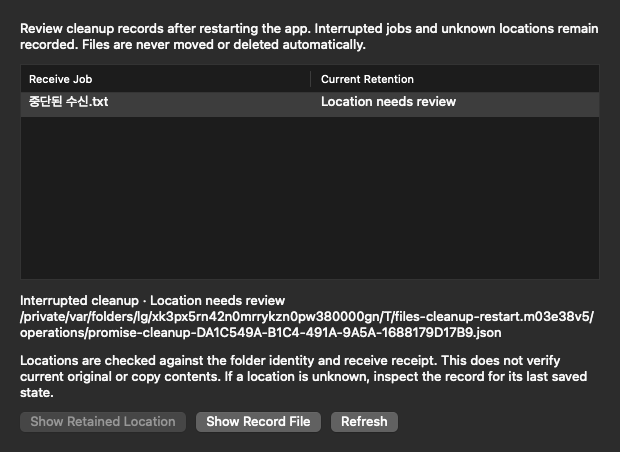 Review cleanup records after restarting the app. Interrupted jobs and unknown locations remain
recorded. Files are never moved or deleted automatically.
Receive Job
Current Retention
중단된 수신.txt
Location needs review
Interrupted cleanup · Location needs review
/private/var/folders/lg/xk3px5rn42n0mrrykzn0pw380000gn/T/files-cleanup-restart.m03e38v5/
operations/promise-cleanup-DA1C549A-B1C4-491A-9A5A-1688179D17B9.json
Locations are checked against the folder identity and receive receipt. This does not verify
current original or copy contents. If a location is unknown, inspect the record for its last saved
state.
Show Retained Location
Show Record File
Refresh